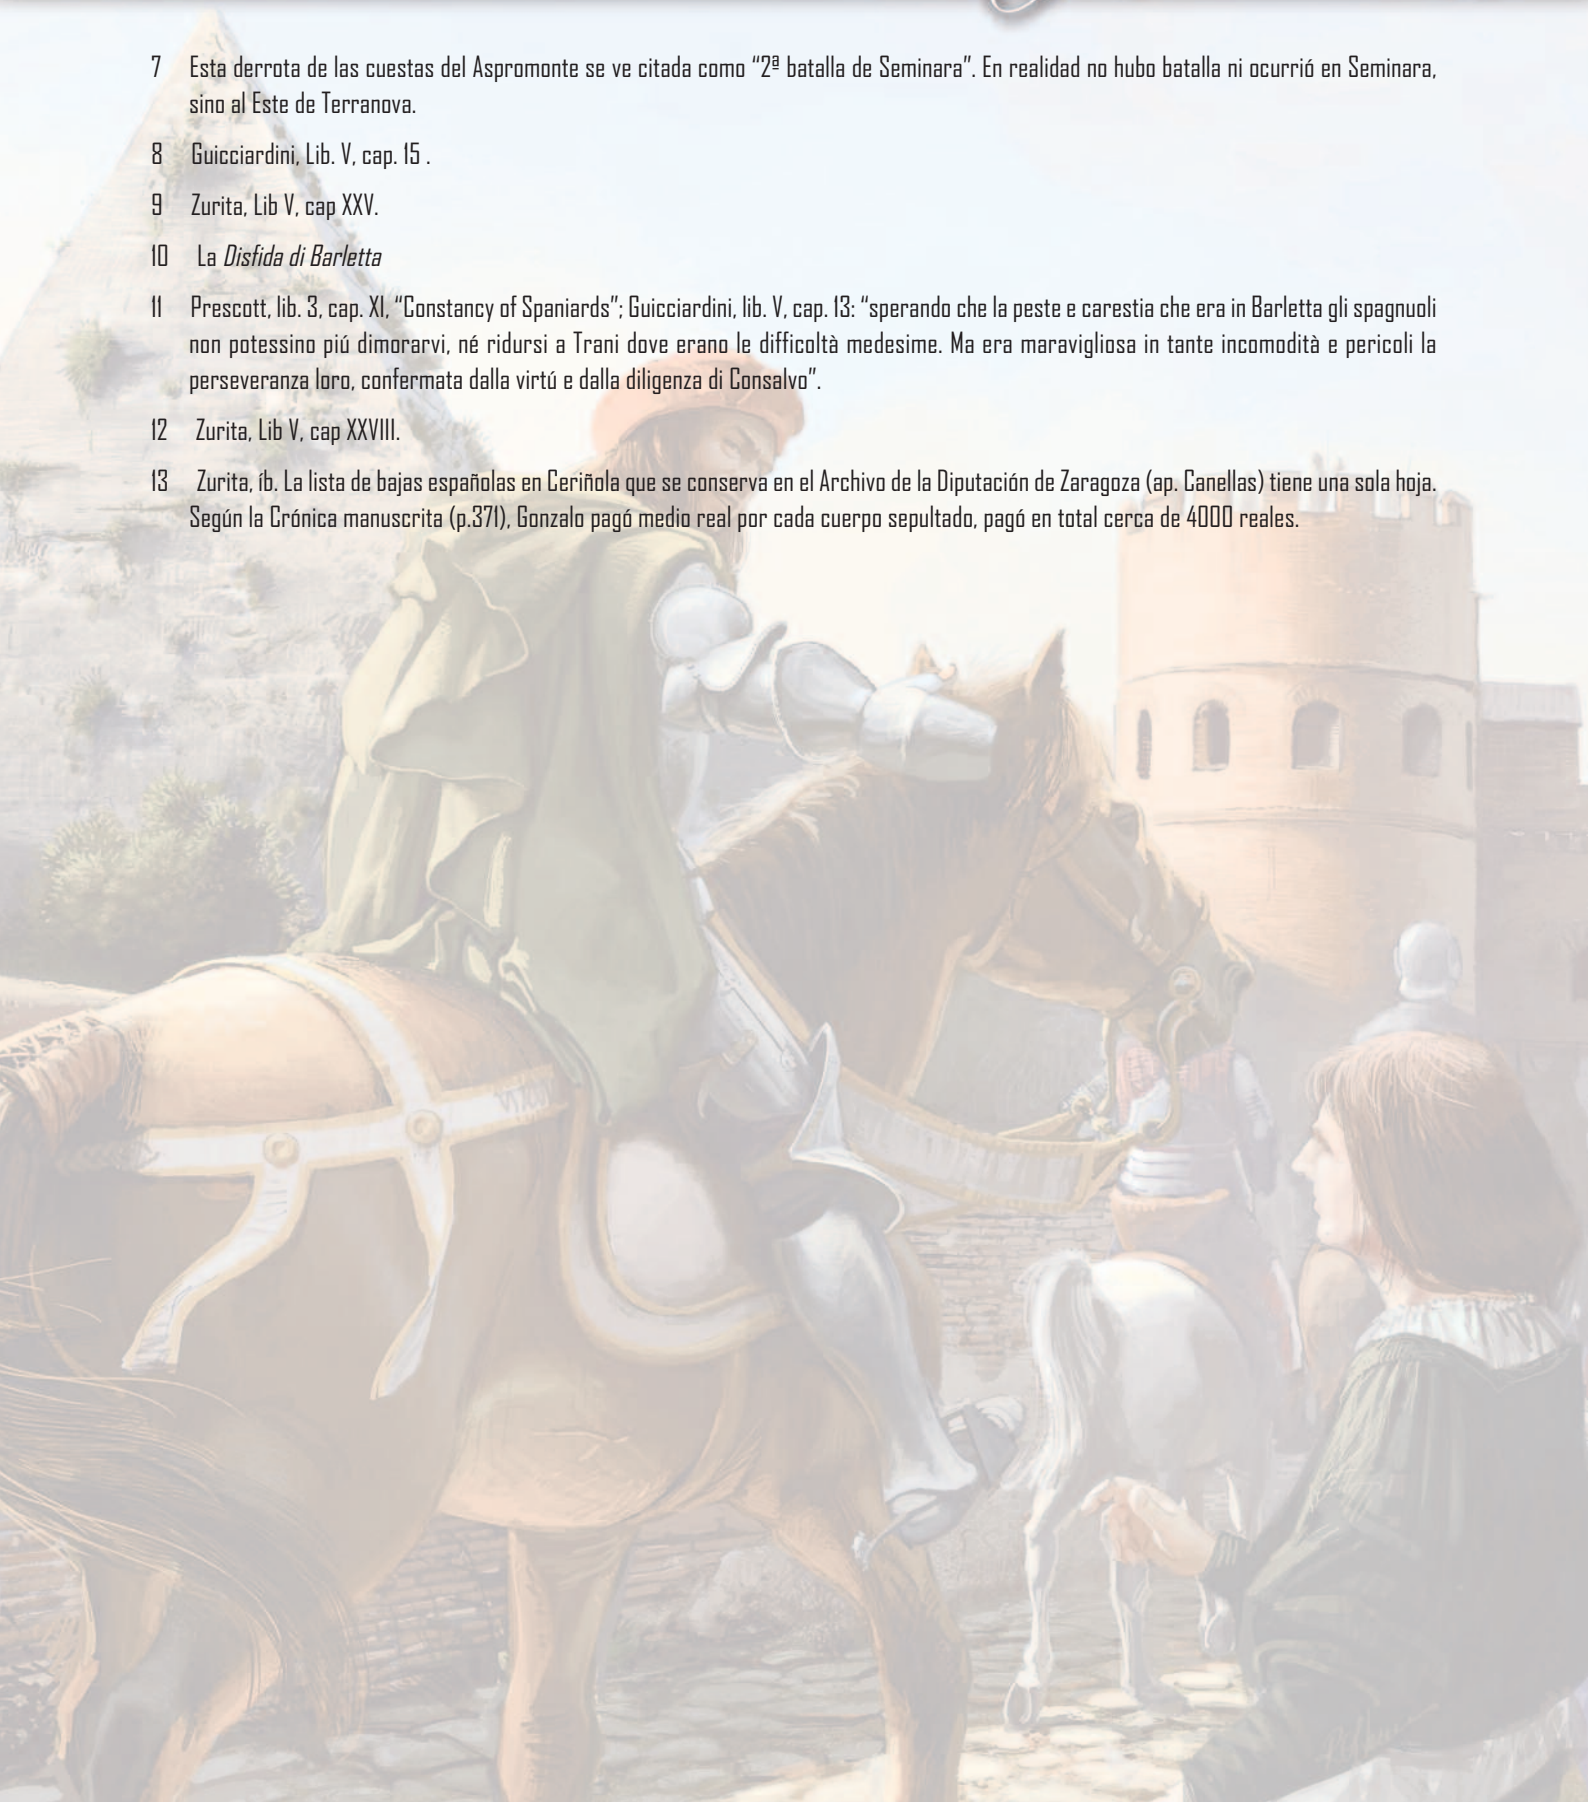 7 Esta derrota de las cuestas del Aspromonte se ve citada como “2ª batalla de Seminara”. En realidad no hubo batalla ni ocurrió en Seminara,
sino al Este de Terranova.
8 Guicciardini, Lib. V, cap. 15 .
9 Zurita, Lib V, cap XXV.
10 La Disfida di Barletta
11 Prescott, lib. 3, cap. XI, “Constancy of Spaniards”; Guicciardini, lib. V, cap. 13: “sperando che la peste e carestia che era in Barletta gli spagnuoli
non potessino piú dimorarvi, né ridursi a Trani dove erano le difficoltà medesime. Ma era maravigliosa in tante incomodità e pericoli la
perseveranza loro, confermata dalla virtú e dalla diligenza di Consalvo”.
12 Zurita, Lib V, cap XXVIII.
13 Zurita, íb. La lista de bajas españolas en Ceriñola que se conserva en el Archivo de la Diputación de Zaragoza (ap. Canellas) tiene una sola hoja.
Según la Crónica manuscrita (p.371), Gonzalo pagó medio real por cada cuerpo sepultado, pagó en total cerca de 4000 reales.